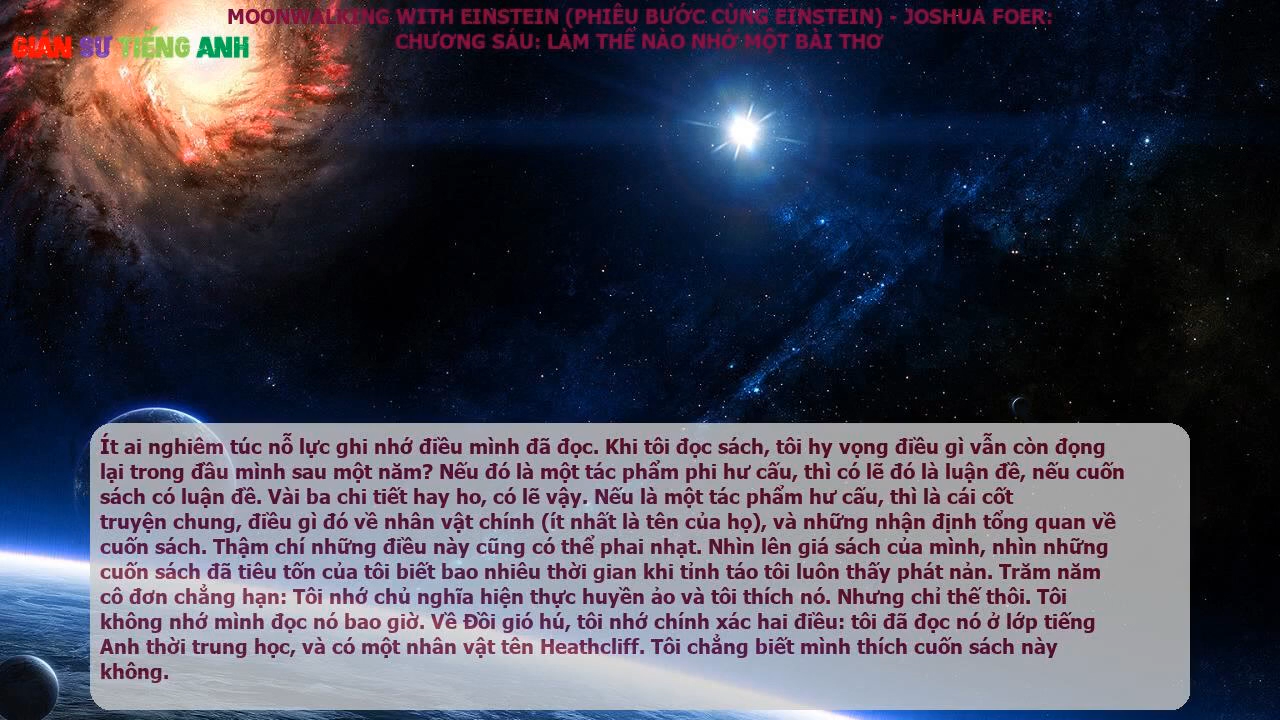 MOONWALKING WITH EINSTEIN (PHIÊU BƯỚC CÙNG EINSTEIN) - JOSHUA FOER:
CHƯƠNG SÁU: LÀM THẾ NÀO NHỚ MỘT BÀI THƠ
GIÁN SỨ TIẾNG ANH
Ít ai nghiêm túc nỗ lực ghi nhớ điều mình đã đọc. Khi tôi đọc sách, tôi hy vọng điều gì vẫn còn đọng
lại trong đầu mình sau một năm? Nếu đó là một tác phẩm phi hư cấu, thì có lẽ đó là luận đề, nếu cuốn
sách có luận đề. Vài ba chi tiết hay ho, có lẽ vậy. Nếu là một tác phẩm hư cấu, thì là cái cốt
truyện chung, điều gì đó về nhân vật chính (ít nhất là tên của họ), và những nhận định tổng quan về
cuốn sách. Thậm chí những điều này cũng có thể phai nhạt. Nhìn lên giá sách của mình, nhìn những
cuốn sách đã tiêu tốn của tôi biết bao nhiêu thời gian khi tỉnh táo tôi luôn thấy phát nản. Trăm năm
cô đơn chẳng hạn: Tôi nhớ chủ nghĩa hiện thực huyền ảo và tôi thích nó. Nhưng chỉ thế thôi. Tôi
không nhớ mình đọc nó bao giờ. Về Đồi gió hú, tôi nhớ chính xác hai điều: tôi đã đọc nó ở lớp tiếng
Anh thời trung học, và có một nhân vật tên Heathcliff. Tôi chẳng biết mình thích cuốn sách này
không.